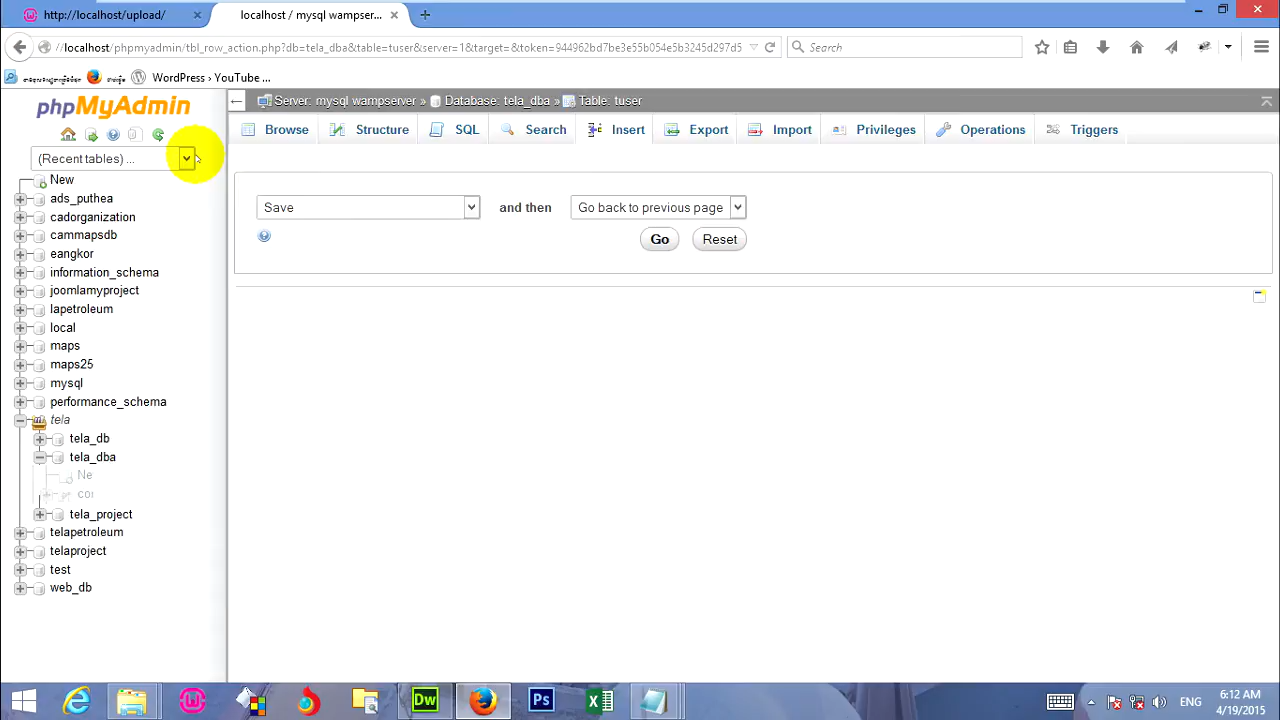 http://localhost/upload/
localhost / mysql wampser...
localhost/phpmyadmin/tbl_row_action.php?db=tela_dba&table=tuser&server=1&target=&token=944962bd7be3e55b054e5b3245d297d5
Search
WordPress › YouTube ...
phpMyAdmin
Server: mysql wampserver » Database: tela_dba » Table: tuser
Browse Structure SQL Search Insert Export Import Privileges Operations Triggers
(Recent tables) ...
New
ads_puthea
cadorganization
cammapsdb
eangkor
information_schema
joomlamyproject
lapetroleum
local
maps
maps25
mysql
performance_schema
tela
tela_db
tela_dba
Ne
tela_project
telapetroleum
telaproject
test
web_db
Save and then Go back to previous page
Go Reset
Dw
Ps
ENG
6:12 AM
4/19/2015